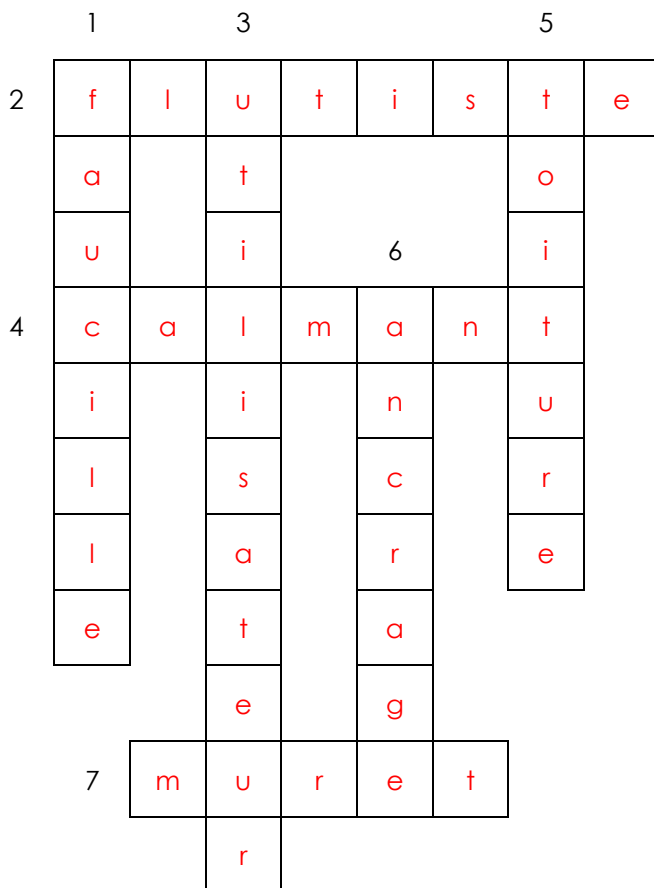 1 3 5
2 f l u t i s t e
a t o
u i 6 i
4 c a l m a n t
i i n u
l s c r
l a r e
e t a
e g
7 m u r e t
r